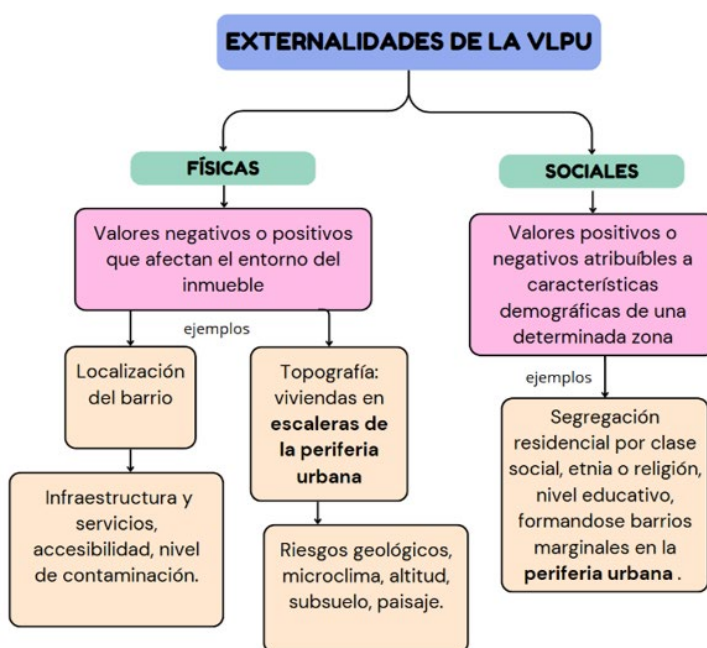 EXTERNALIDADES DE LA VLPU
FÍSICAS
Valores negativos o positivos
que afectan el entorno del
inmueble
ejemplos
Localización
del barrio
Infraestructura y
servicios,
accesibilidad, nivel
de contaminación.
Topografía:
viviendas en
escaleras de
la periferia
urbana
Riesgos geológicos,
microclima, altitud,
subsuelo, paisaje.
SOCIALES
Valores positivos o
negativos atribuíbles a
características
demográficas de una
determinada zona
ejemplos
Segregación
residencial por clase
social, etnia o religión,
nivel educativo,
formandose barrios
marginales en la
periferia urbana .